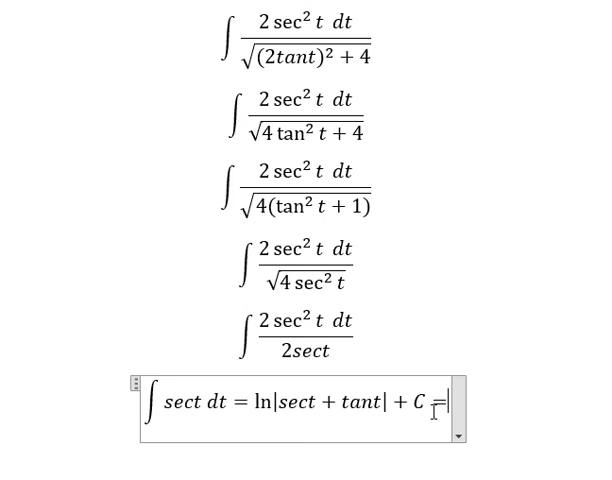 ∫ 2 sec² t dt / √((2tant)² + 4)
∫ 2 sec² t dt / √(4 tan² t + 4)
∫ 2 sec² t dt / √(4(tan² t + 1))
∫ 2 sec² t dt / √(4 sec² t)
∫ 2 sec² t dt / 2sect
∫ sect dt = ln|sect + tant| + C =